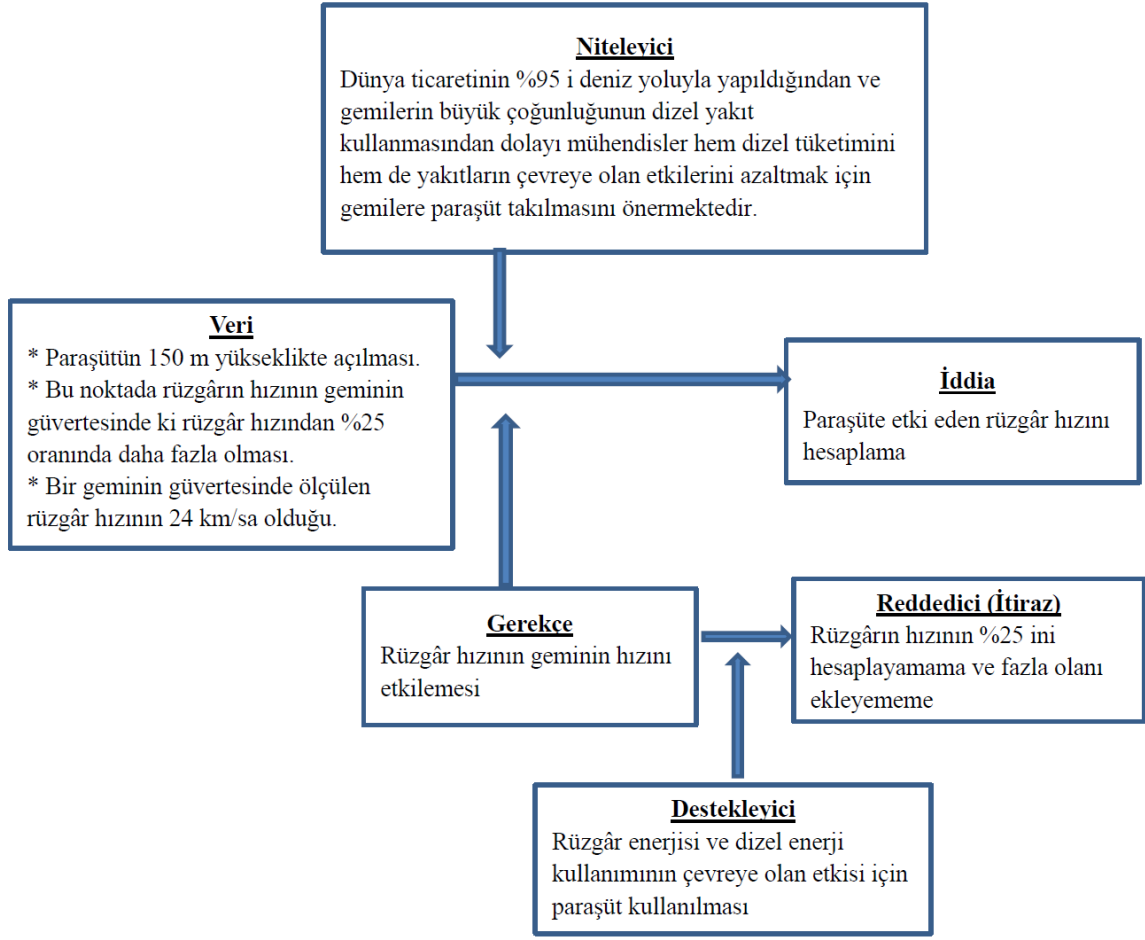 Niteleyici
Dünya ticaretinin %95 i deniz yoluyla yapıldığından ve
gemilerin büyük çoğunluğunun dizel yakıt
kullanmasından dolayı mühendisler hem dizel tüketimini
hem de yakıtların çevreye olan etkilerini azaltmak için
gemilere paraşüt takılmasını önermektedir.
Veri
* Paraşütün 150 m yükseklikte açılması.
* Bu noktada rüzgârın hızının geminin
güvertesinde ki rüzgâr hızından %25
oranında daha fazla olması.
* Bir geminin güvertesinde ölçülen
rüzgâr hızının 24 km/sa olduğu.
İddia
Paraşüte etki eden rüzgâr hızını
hesaplama
Gerekçe
Rüzgâr hızının geminin hızını
etkilemesi
Reddedici (İtiraz)
Rüzgârın hızının %25 ini
hesaplayamama ve fazla olanı
ekleyememe
Destekleyici
Rüzgâr enerjisi ve dizel enerji
kullanımının çevreye olan etkisi için
paraşüt kullanılması